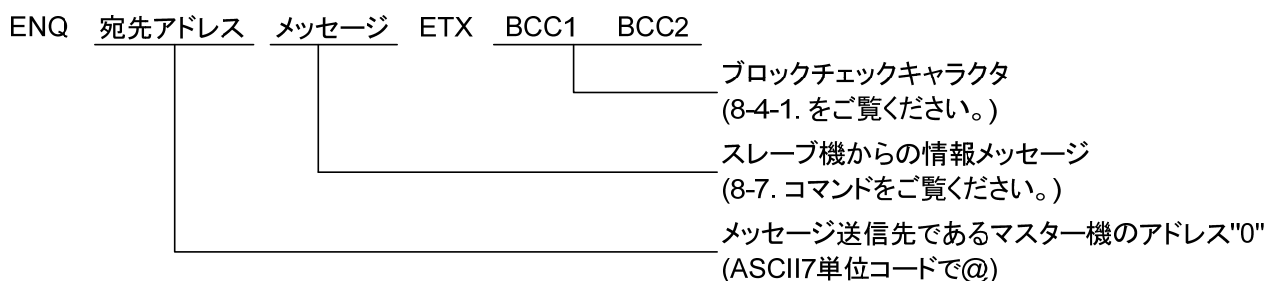 ENQ 宛先アドレス メッセージ ETX BCC1 BCC2
ブロックチェックキャラクタ
(8-4-1. をご覧ください。)
スレーブ機からの情報メッセージ
(8-7. コマンドをご覧ください。)
メッセージ送信先であるマスター機のアドレス"0"
(ASCII7単位コードで@)